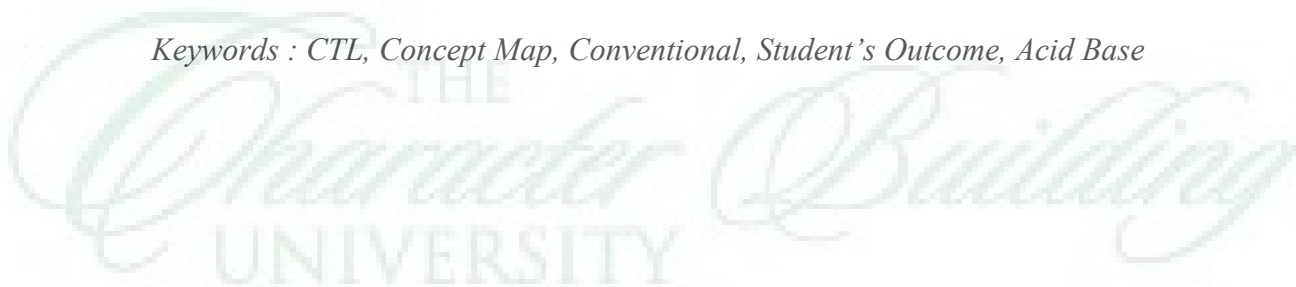 Keywords : CTL, Concept Map, Conventional, Student’s Outcome, Acid Base
THE
Character Building
UNIVERSITY